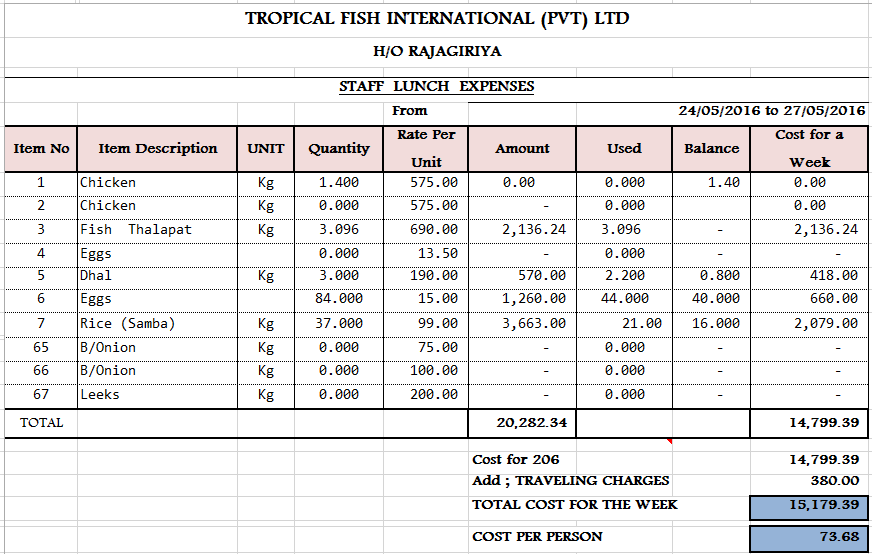 TROPICAL FISH INTERNATIONAL (PVT) LTD
H/O RAJAGIRIYA
STAFF LUNCH EXPENSES
From 24/05/2016 to 27/05/2016
Item No Item Description UNIT Quantity Rate Per Unit Amount Used Balance Cost for a Week
1 Chicken Kg 1.400 575.00 0.00 0.000 1.40 0.00
2 Chicken Kg 0.000 575.00 - 0.000 0.00
3 Fish Thalapat Kg 3.096 690.00 2,136.24 3.096 - 2,136.24
4 Eggs 0.000 13.50 - 0.000 - -
5 Dhal Kg 3.000 190.00 570.00 2.200 0.800 418.00
6 Eggs 84.000 15.00 1,260.00 44.000 40.000 660.00
7 Rice (Samba) Kg 37.000 99.00 3,663.00 21.00 16.000 2,079.00
65 B/Onion Kg 0.000 75.00 - 0.000 - -
66 B/Onion Kg 0.000 100.00 - 0.000 - -
67 Leeks Kg 0.000 200.00 - 0.000 - -
TOTAL 20,282.34 14,799.39
Cost for 206 14,799.39
Add ; TRAVELING CHARGES 380.00
TOTAL COST FOR THE WEEK 15,179.39
COST PER PERSON 73.68